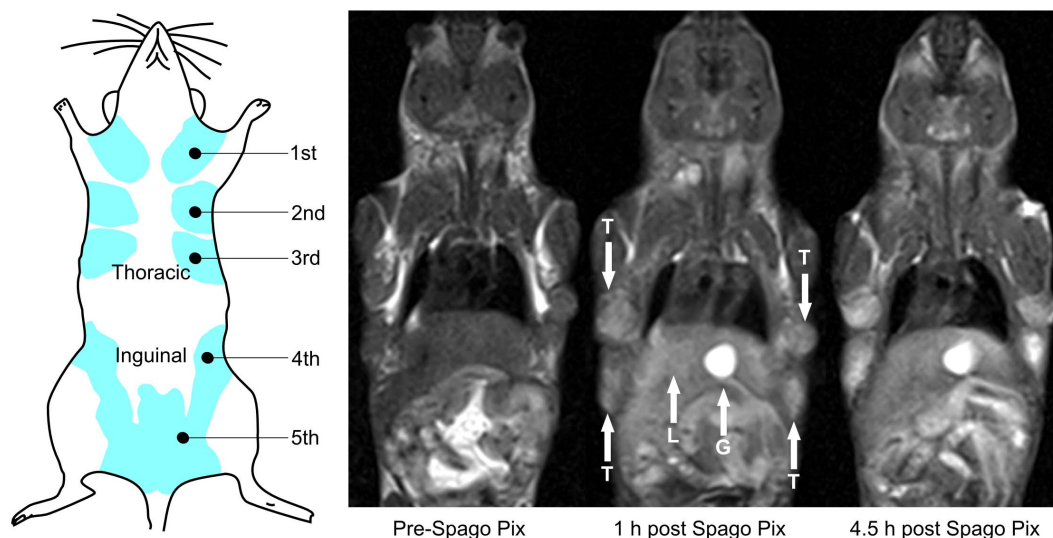 1st
2nd
3rd
Thoracic
Inguinal
4th
5th
T
T
L
G
T
T
Pre-Spago Pix
1 h post Spago Pix
4.5 h post Spago Pix